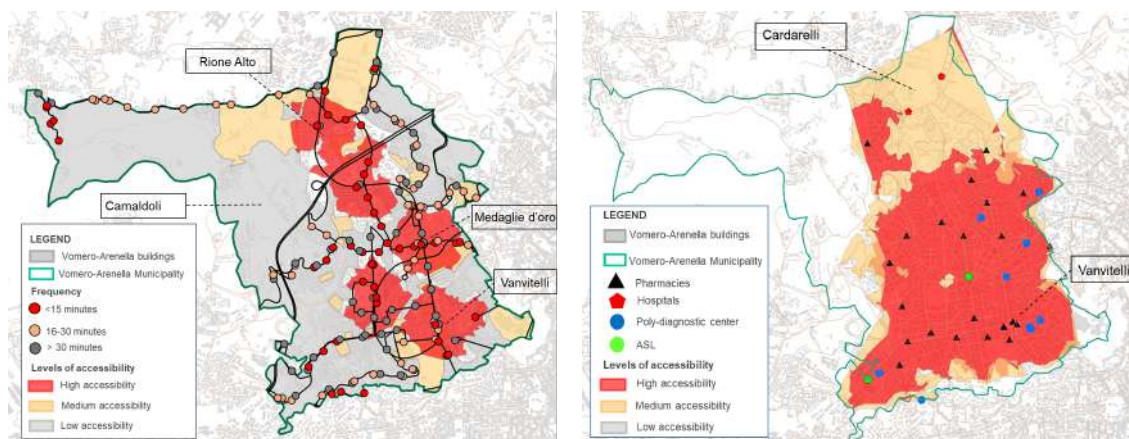 Rione Alto
Camaldoli
Medaglie d'oro
Vanvitelli
LEGEND
Vomero-Arenella buildings
Vomero-Arenella Municipality
Frequency
<15 minutes
16-30 minutes
> 30 minutes
Levels of accessibility
High accessibility
Medium accessibility
Low accessibility
Cardarelli
Vanvitelli
LEGEND
Vomero-Arenella buildings
Vomero-Arenella Municipality
Pharmacies
Hospitals
Poly-diagnostic center
ASL
Levels of accessibility
High accessibility
Medium accessibility
Low accessibility